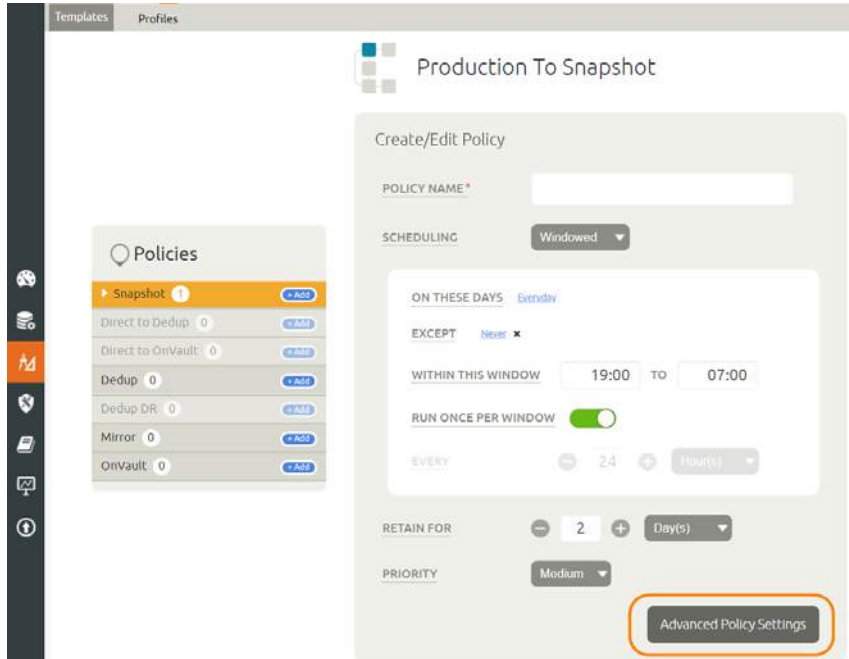 Templates Profiles
Production To Snapshot
Create/Edit Policy
POLICY NAME*
SCHEDULING Windowed
Policies
Snapshot 1 + Add
Direct to Dedup 0 + Add
Direct to OnVault 0 + Add
Dedup 0 + Add
Dedup DR 0 + Add
Mirror 0 + Add
OnVault 0 + Add
ON THESE DAYS Everyday
EXCEPT Never ×
WITHIN THIS WINDOW 19:00 TO 07:00
RUN ONCE PER WINDOW
EVERY 24 Hour(s)
RETAIN FOR 2 Day(s)
PRIORITY Medium
Advanced Policy Settings